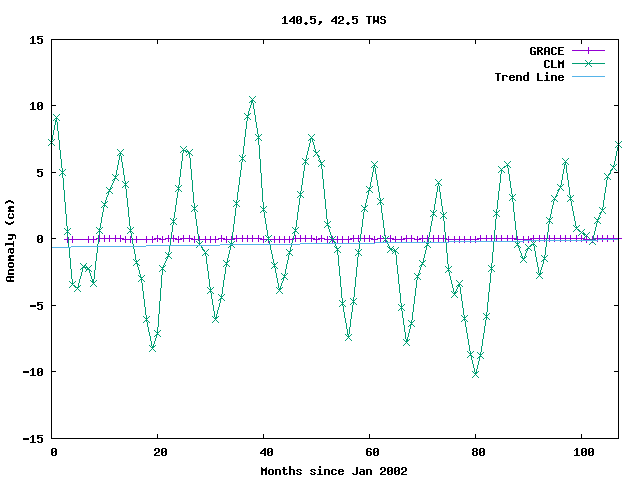 140.5, 42.5 TWS
GRACE
CLM
Trend Line
Anomaly (cm)
15
10
5
0
-5
-10
-15
0 20 40 60 80 100
Months since Jan 2002